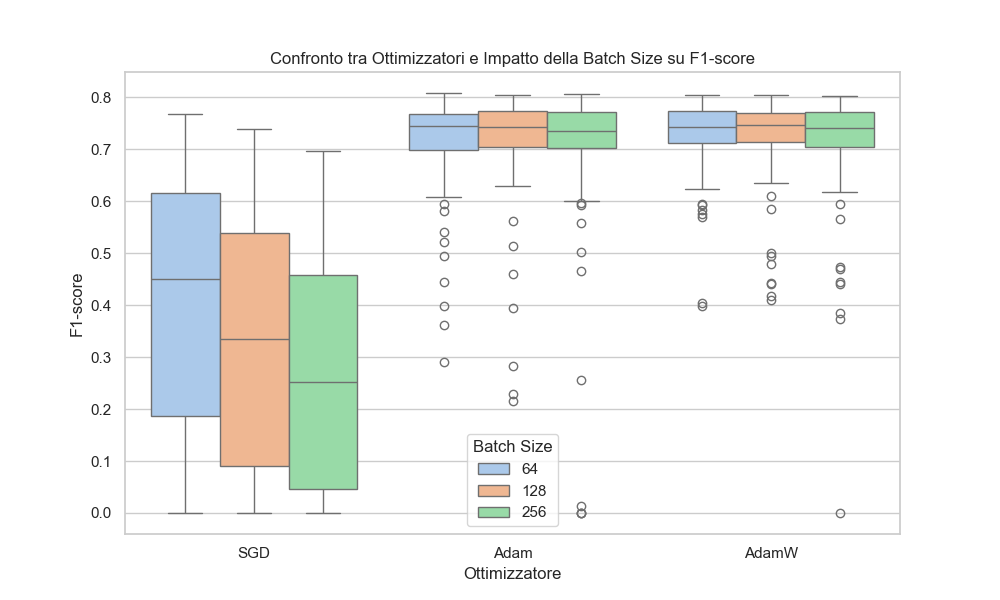 Confronto tra Ottimizzatori e Impatto della Batch Size su F1-score
F1-score
0.8
0.7
0.6
0.5
0.4
0.3
0.2
0.1
0.0
Batch Size
64
128
256
SGD
Adam
AdamW
Ottimizzatore